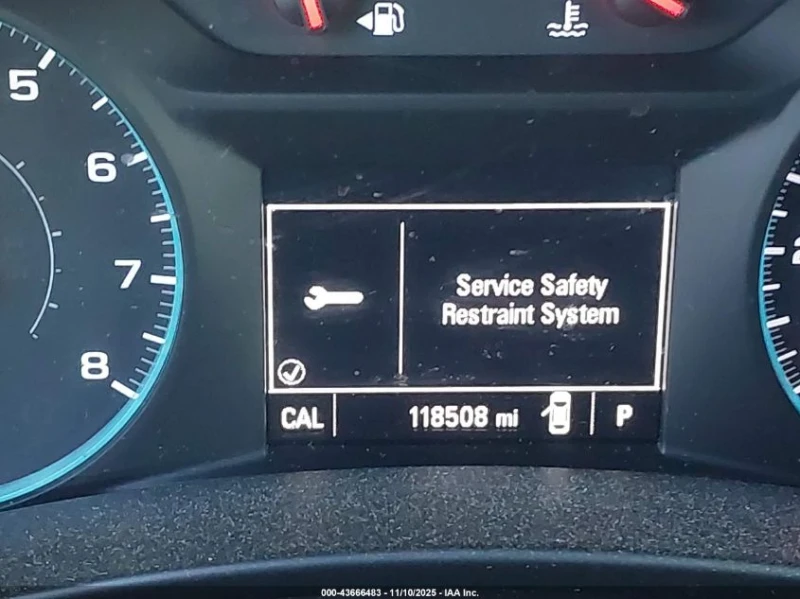 5
6
7
8
Service Safety
Restraint System
CAL
118508 mi
P
000-43666483 - 11/10/2025 - IAA Inc.